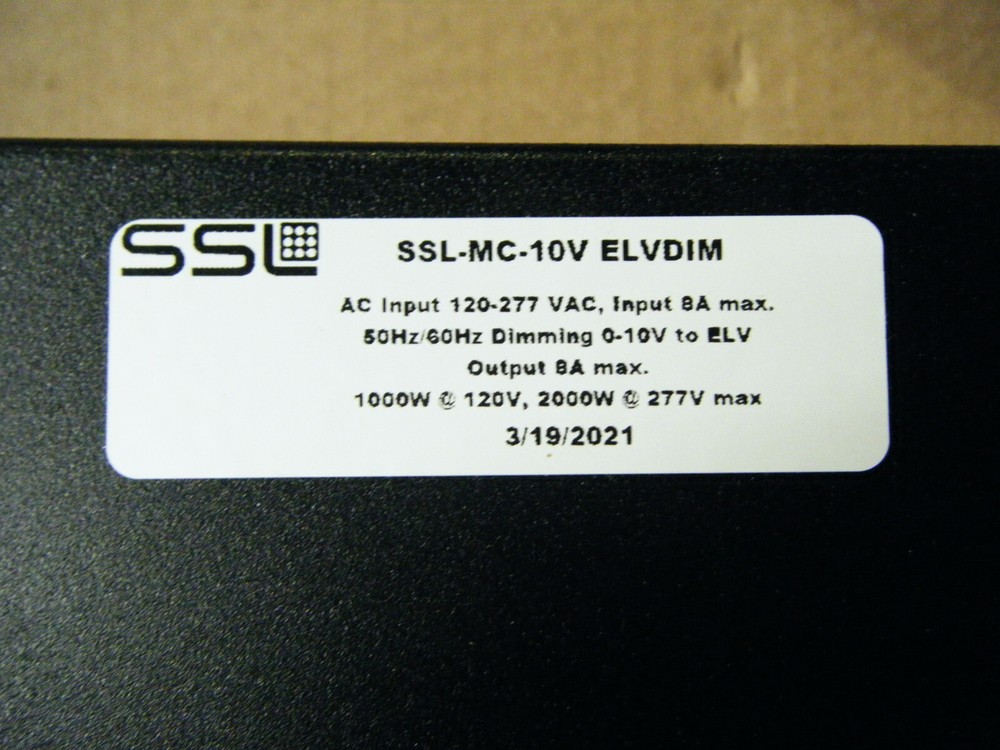 SSL
SSL-MC-10V ELVDIM
AC Input 120-277 VAC, Input 8A max.
50Hz/60Hz Dimming 0-10V to ELV
Output 8A max.
1000W @ 120V, 2000W @ 277V max
3/19/2021